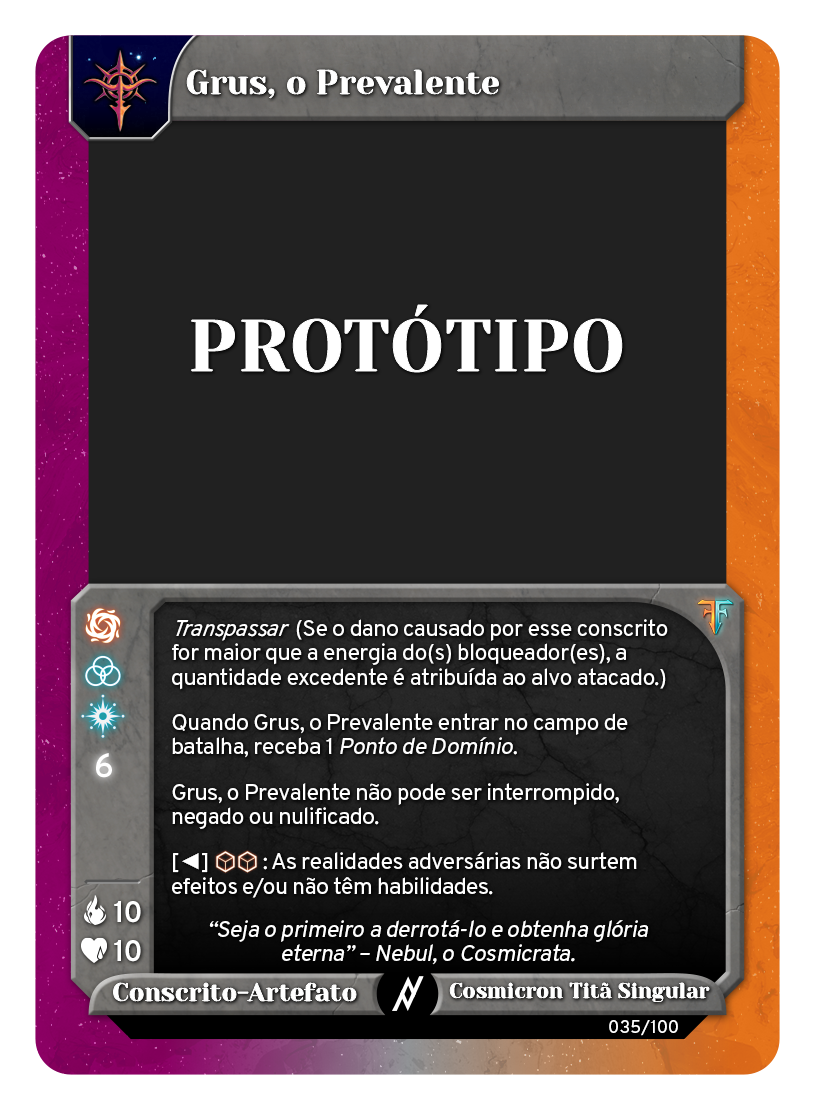 Grus, o Prevalente
PROTÓTIPO
Transpassar (Se o dano causado por esse conscrito
for maior que a energia do(s) bloqueador(es), a
quantidade excedente é atribuída ao alvo atacado.)
Quando Grus, o Prevalente entrar no campo de
batalha, receba 1 Ponto de Domínio.
6
Grus, o Prevalente não pode ser interrompido,
negado ou nulificado.
[◄] : As realidades adversárias não surtem
efeitos e/ou não têm habilidades.
10
10
“Seja o primeiro a derrotá-lo e obtenha glória
eterna” – Nebul, o Cosmicrata.
Conscrito-Artefato
Cosmicron Titã Singular
035/100